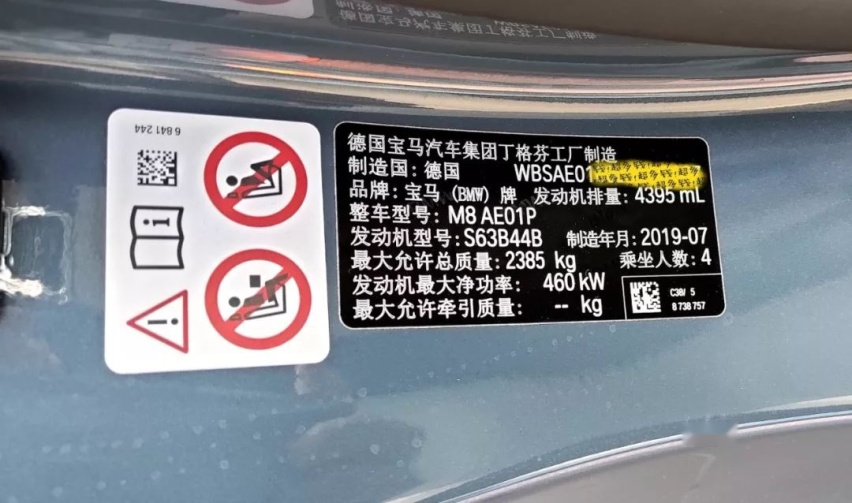 6 841 244
德国宝马汽车集团丁格芬工厂制造
制造国: 德国 WBSAE01
品牌: 宝马 (BMW) 牌 发动机排量: 4395 mL
整车型号: M8 AE01P
发动机型号: S63B44B 制造年月: 2019-07
最大允许总质量: 2385 kg 乘坐人数: 4
发动机最大净功率: 460 kW
最大允许牵引质量: -- kg
C38/ 5
8 738 757